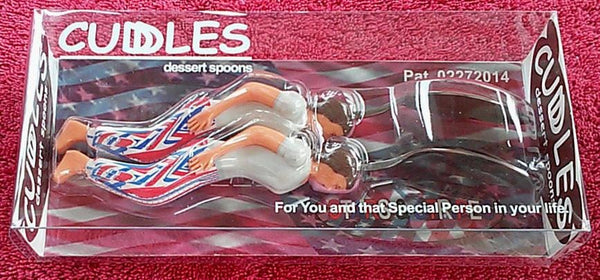 CUDDLES
dessert spoons
Pat. 02272014
For You and that Special Person in your life!
CUDDLES
dessert spoons
CUDDLES
dessert spoons